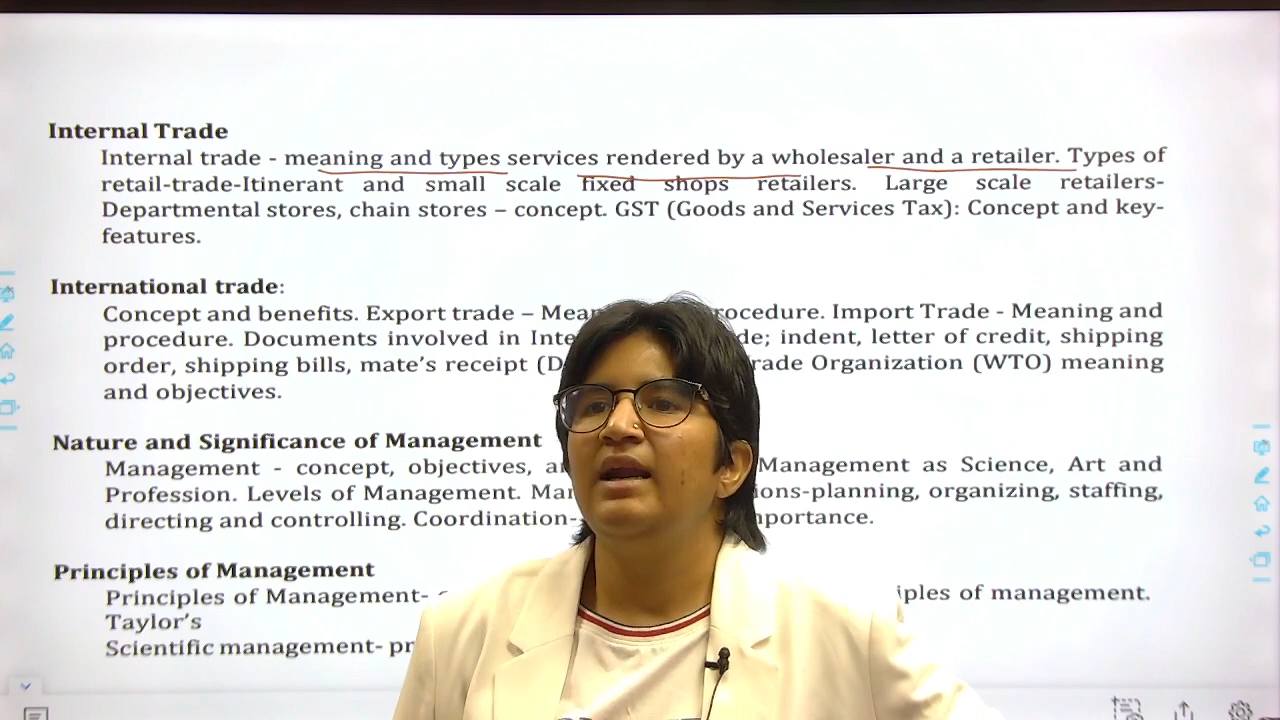 Internal Trade
Internal trade - meaning and types services rendered by a wholesaler and a retailer. Types of
retail-trade-Itinerant and small scale fixed shops retailers. Large scale retailers-
Departmental stores, chain stores – concept. GST (Goods and Services Tax): Concept and key-
features.
International trade:
Concept and benefits. Export trade – Mea rocedure. Import Trade - Meaning and
procedure. Documents involved in Inte de; indent, letter of credit, shipping
order, shipping bills, mate's receipt (D rade Organization (WTO) meaning
and objectives.
Nature and Significance of Management
Management - concept, objectives, a Management as Science, Art and
Profession. Levels of Management. Ma ions-planning, organizing, staffing,
directing and controlling. Coordination- portance.
Principles of Management
Principles of Management- iples of management.
Taylor's
Scientific management- pr